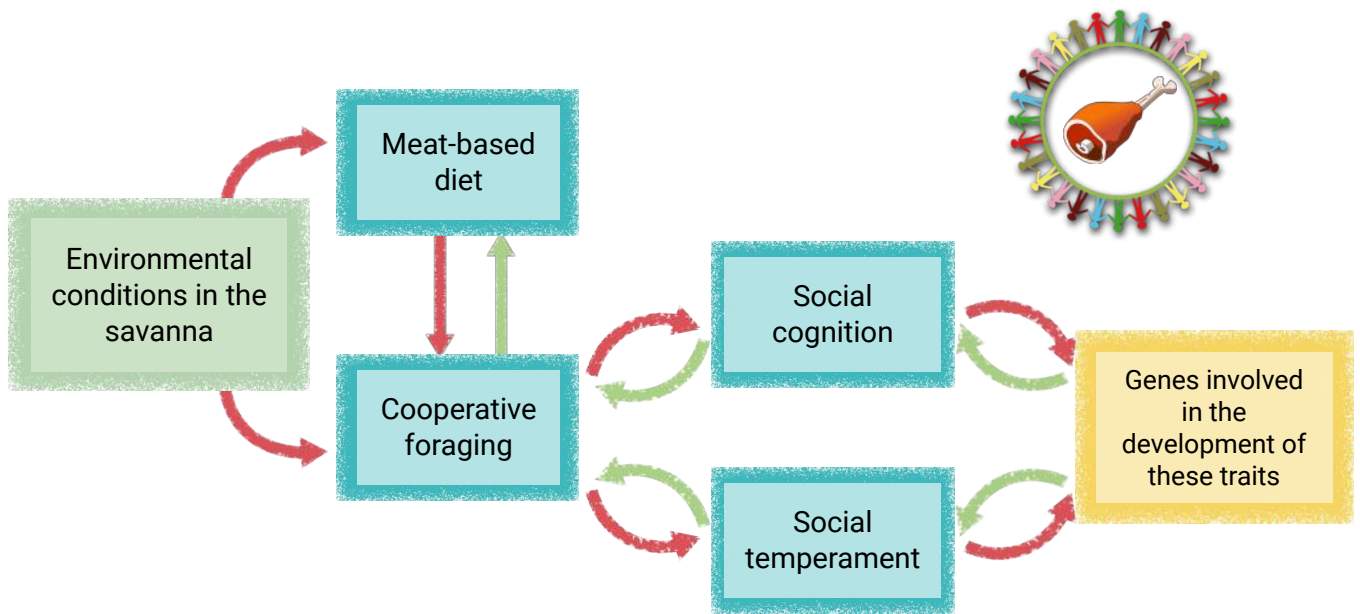 Meat-based
diet
Environmental
conditions in the
savanna
Social
cognition
Cooperative
foraging
Genes involved
in the
development of
these traits
Social
temperament